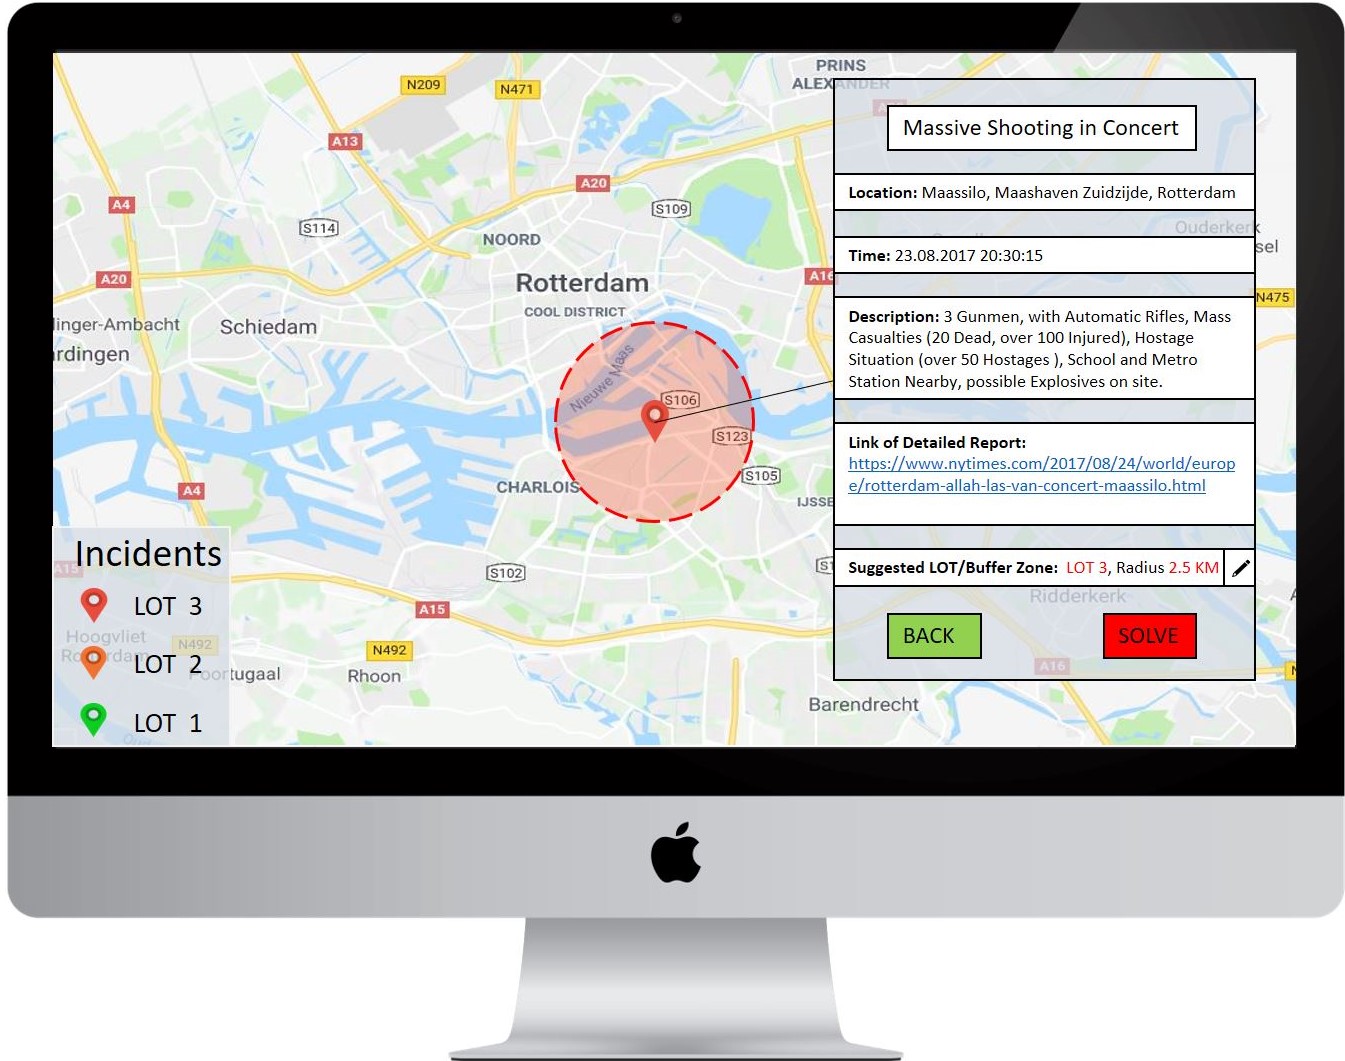 PRINS
ALEXANDER
N209
N471
A13
Massive Shooting in Concert
A20
A4
Location: Maassilo, Maashaven Zuidzijde, Rotterdam
S109
S114
Ouderkerk
NOORD
sel
Time: 23.08.2017 20:30:15
A20
Rotterdam
A16
N475
COOL DISTRICT
linger-Ambacht
Schiedam
rdingen
Description: 3 Gunmen, with Automatic Rifles, Mass
Casualties (20 Dead, over 100 Injured), Hostage
Situation (over 50 Hostages ), School and Metro
Station Nearby, possible Explosives on site.
Nieuwe Maas
S106
S123
Link of Detailed Report:
https://www.nytimes.com/2017/08/24/world/europ
e/rotterdam-allah-las-van-concert-maassilo.html
S105
CHARLOIS
A4
IJSSE
Incidents
A15
S102
Suggested LOT/Buffer Zone: LOT 3, Radius 2.5 KM
LOT 3
A15
Ridderkerk
Hoogvliet
Rotterdam
N492
N492
BACK
SOLVE
LOT 2
Poortugaal
Rhoon
A16
Barendrecht
LOT 1